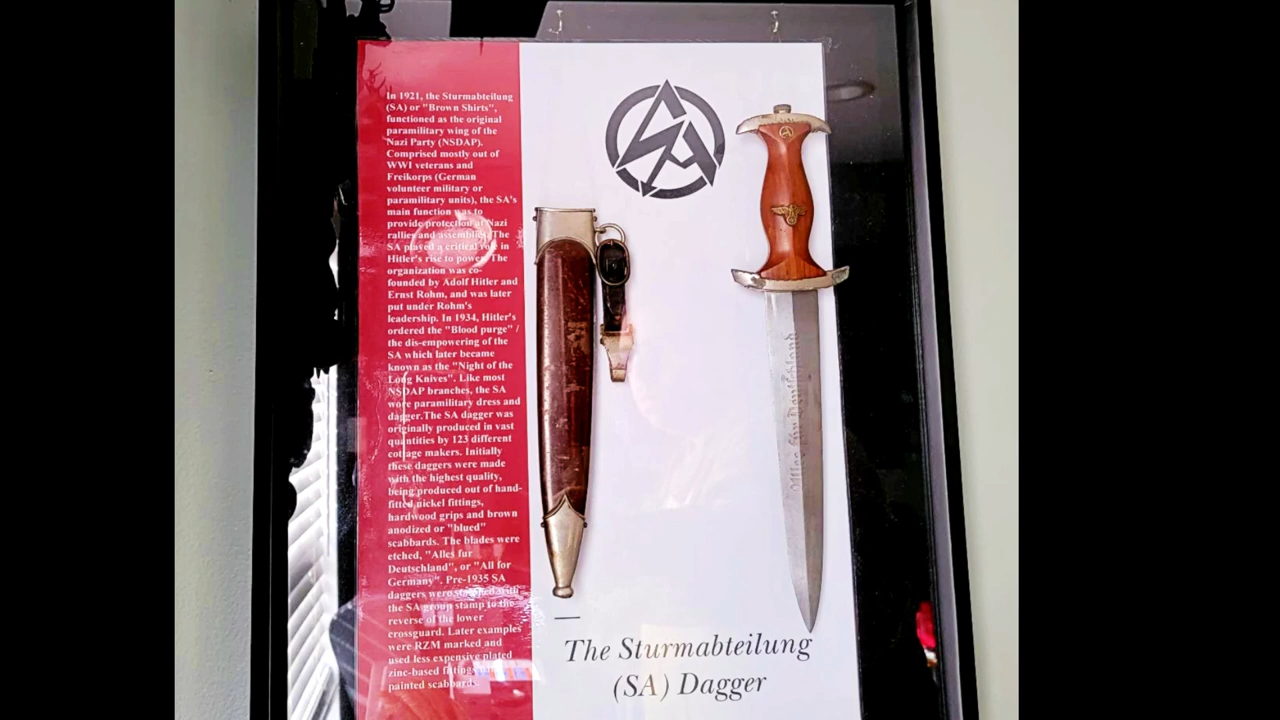 In 1921, the Sturmabteilung
(SA) or "Brown Shirts",
functioned as the original
paramilitary wing of the
Nazi Party (NSDAP).
Comprised mostly out of
WWI veterans and
Freikorps (German
volunteer military or
paramilitary units), the SA's
main function was to
provide protection at Nazi
rallies and assemblies.The
SA played a critical role in
Hitler's rise to power. The
organization was co-
founded by Adolf Hitler and
Ernst Rohm, and was later
put under Rohm's
leadership. In 1934, Hitler's
ordered the "Blood purge" /
the dis-empowering of the
SA which later became
known as the "Night of the
Long Knives". Like most
NSDAP branches, the SA
wore paramilitary dress and
dagger.The SA dagger was
originally produced in vast
quantities by 123 different
cottage makers. Initially
these daggers were made
with the highest quality,
being produced out of hand-
fitted nickel fittings,
hardwood grips and brown
anodized or "blued"
scabbards. The blades were
etched, "Alles fur
Deutschland", or "All for
Germany". Pre-1935 SA
daggers were stamped with
the SA group stamp to the
reverse of the lower
crossguard. Later examples
were RZM marked and
used less expensive plated
zinc-based fittings
painted scabbards.
SA
Alles für Deutschland
The Sturmabteilung
(SA) Dagger